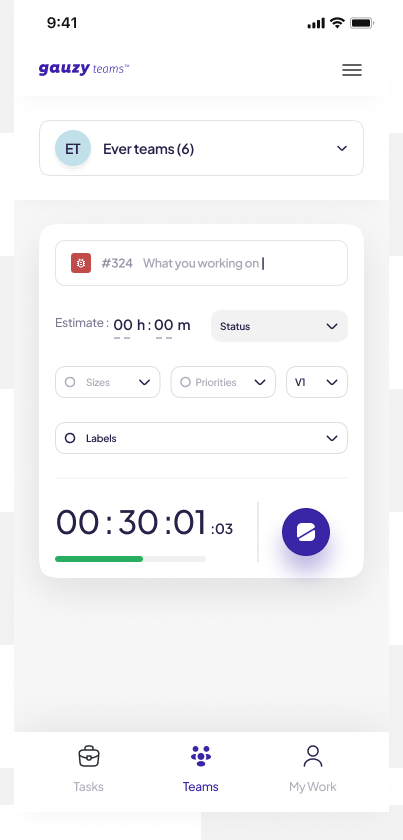 9:41
gauzy teams™
ET Ever teams (6)
#324 What you working on
Estimate : 00 h : 00 m Status
Sizes Priorities V1
Labels
00 : 30 :01 :03
Tasks Teams My Work